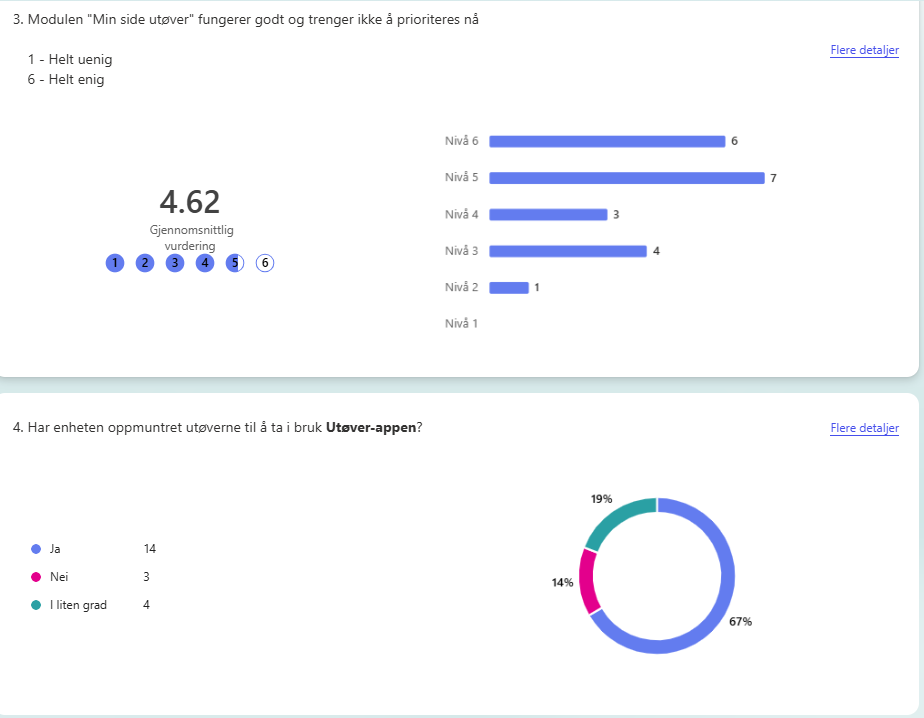 3. Modulen "Min side utøver" fungerer godt og trenger ikke å prioriteres nå
Flere detaljer
1 - Helt uenig
6 - Helt enig
4.62
Gjennomsnittlig
vurdering
1 2 3 4 5 6
Nivå 6 6
Nivå 5 7
Nivå 4 3
Nivå 3 4
Nivå 2 1
Nivå 1
4. Har enheten oppmuntret utøverne til å ta i bruk Utøver-appen?
Flere detaljer
Ja 14
Nei 3
I liten grad 4
19%
14%
67%